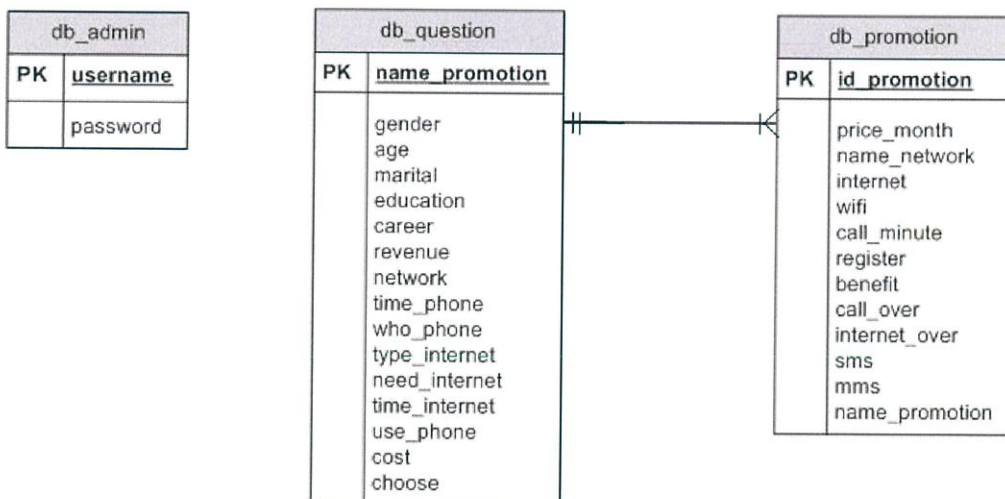 db_admin
PK username
password
db_question
PK name_promotion
gender
age
marital
education
career
revenue
network
time_phone
who_phone
type_internet
need_internet
time_internet
use_phone
cost
choose
db_promotion
PK id_promotion
price_month
name_network
internet
wifi
call_minute
register
benefit
call_over
internet_over
sms
mms
name_promotion